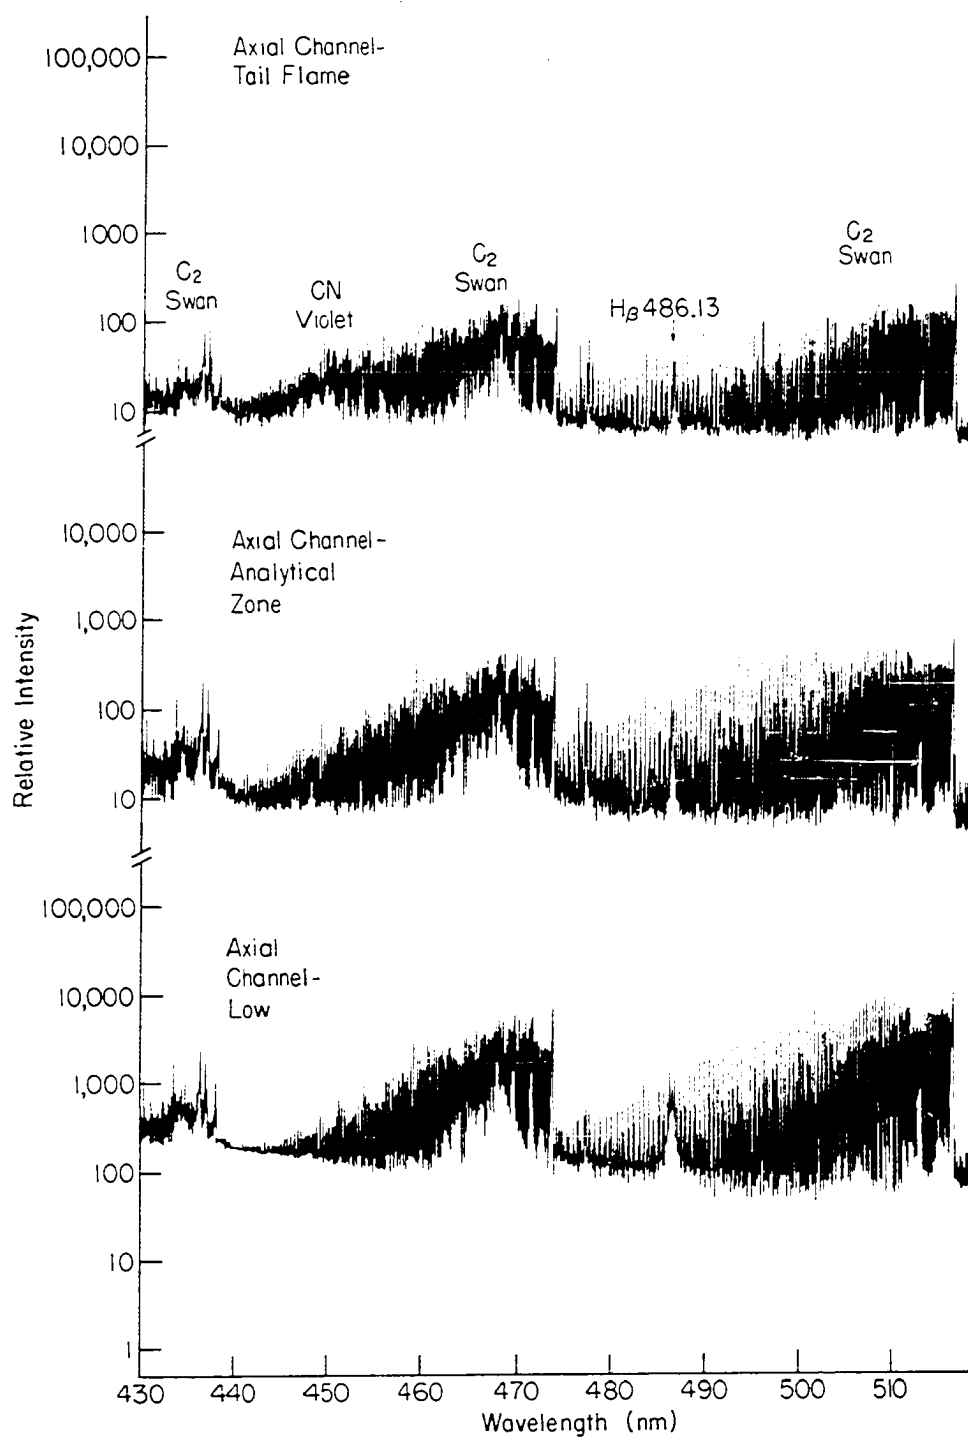 Axial Channel-
Tail Flame
100,000
10,000
1000
100
10
C2
Swan
CN
Violet
C2
Swan
Hβ486.13
C2
Swan
Axial Channel-
Analytical
Zone
10,000
1,000
100
10
Relative Intensity
Axial
Channel-
Low
100,000
10,000
1,000
100
10
1
430 440 450 460 470 480 490 500 510
Wavelength (nm)